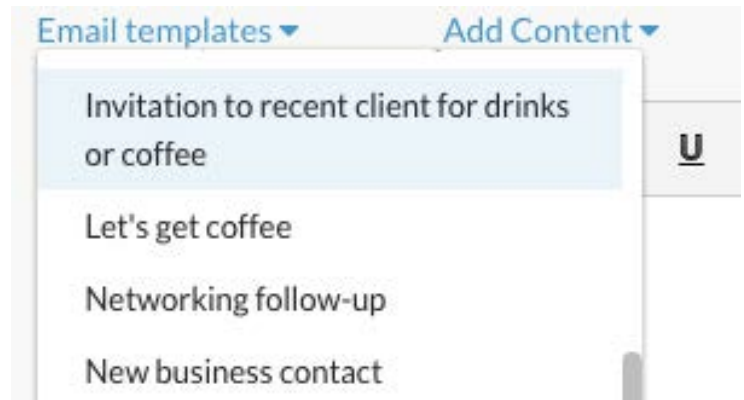 Email templates Add Content
Invitation to recent client for drinks
or coffee
U
Let's get coffee
Networking follow-up
New business contact